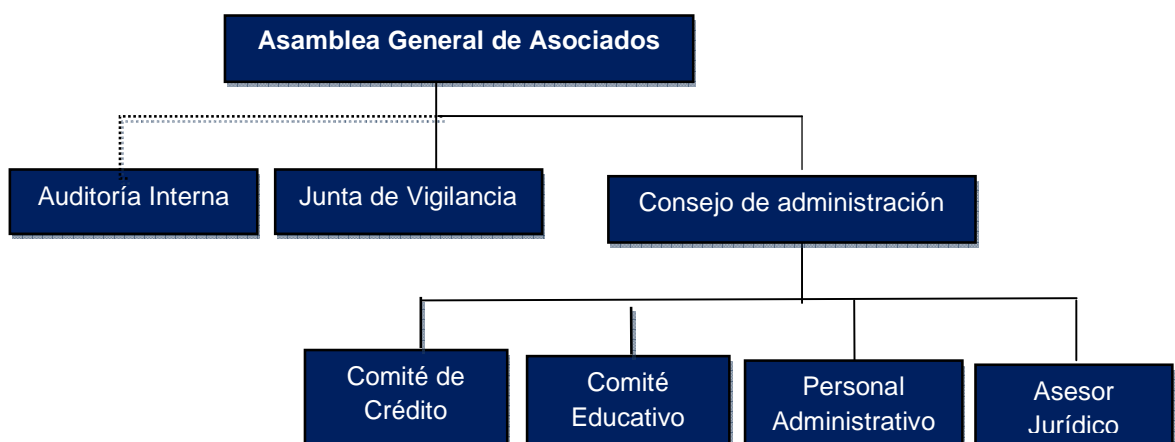 Asamblea General de Asociados
Auditoría Interna
Junta de Vigilancia
Consejo de administración
Comité de
Crédito
Comité
Educativo
Personal
Administrativo
Asesor
Jurídico